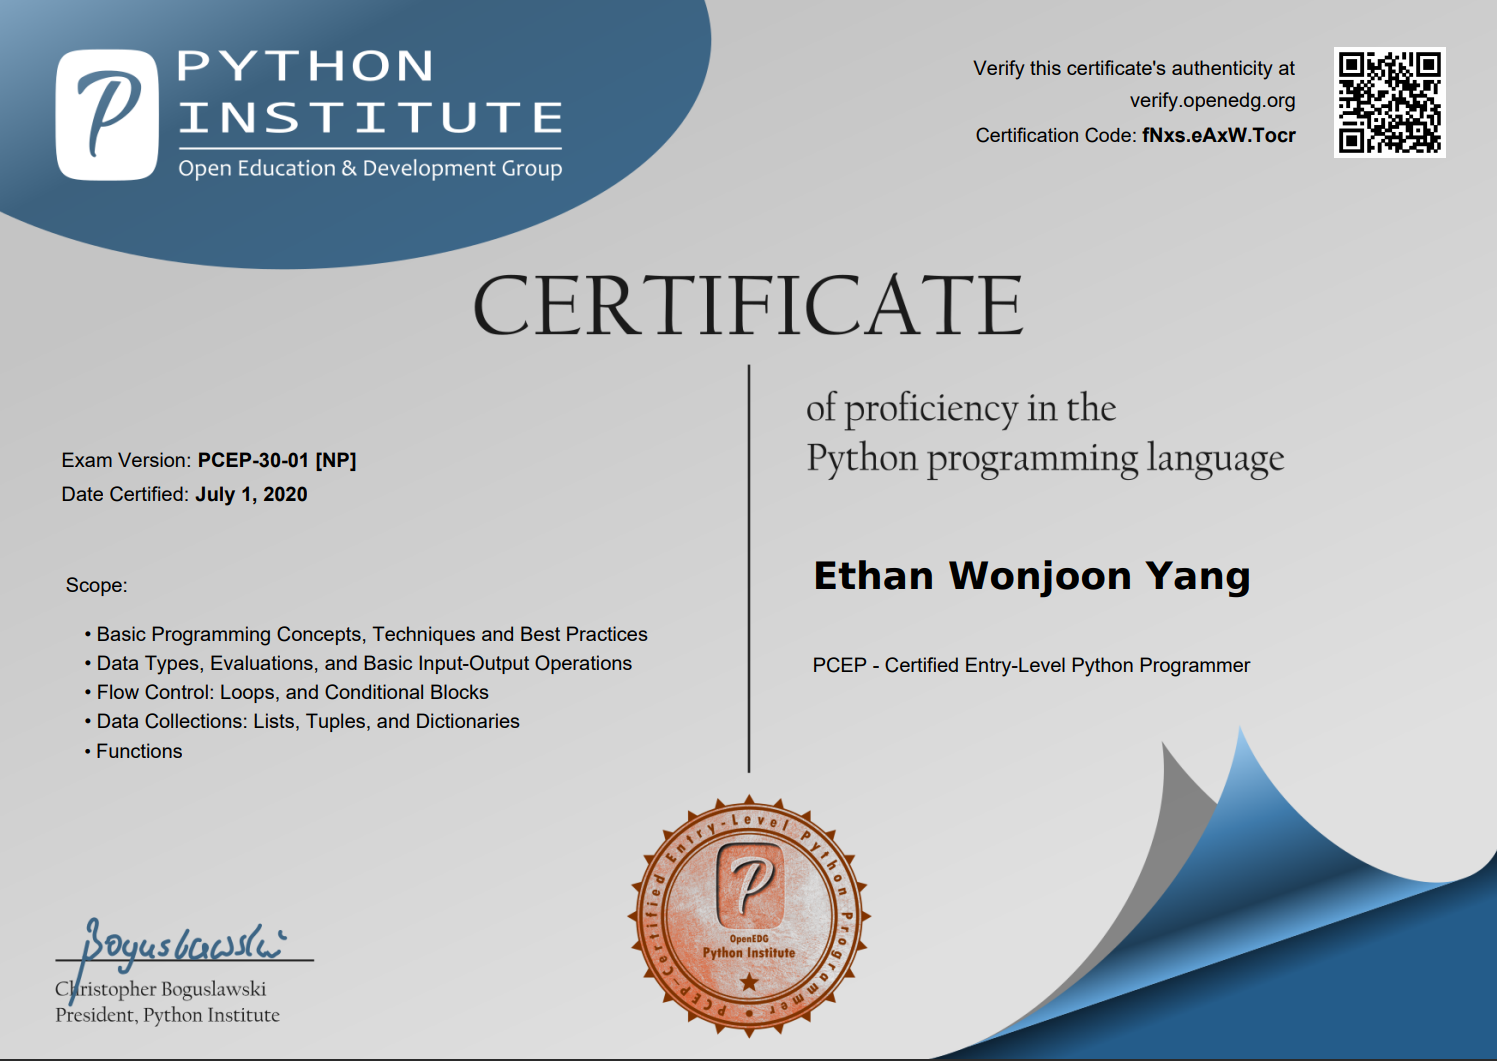 PYTHON
INSTITUTE
Open Education & Development Group
Verify this certificate's authenticity at
verify.openedg.org
Certification Code: fNxs.eAxW.Tocr
CERTIFICATE
of proficiency in the
Python programming language
Exam Version: PCEP-30-01 [NP]
Date Certified: July 1, 2020
Scope:
• Basic Programming Concepts, Techniques and Best Practices
• Data Types, Evaluations, and Basic Input-Output Operations
• Flow Control: Loops, and Conditional Blocks
• Data Collections: Lists, Tuples, and Dictionaries
• Functions
Ethan Wonjoon Yang
PCEP - Certified Entry-Level Python Programmer
PCEP-Certified Entry-Level Python Programmer •
P
OpenEDG
Python Institute
Boguslawski
Christopher Boguslawski
President, Python Institute